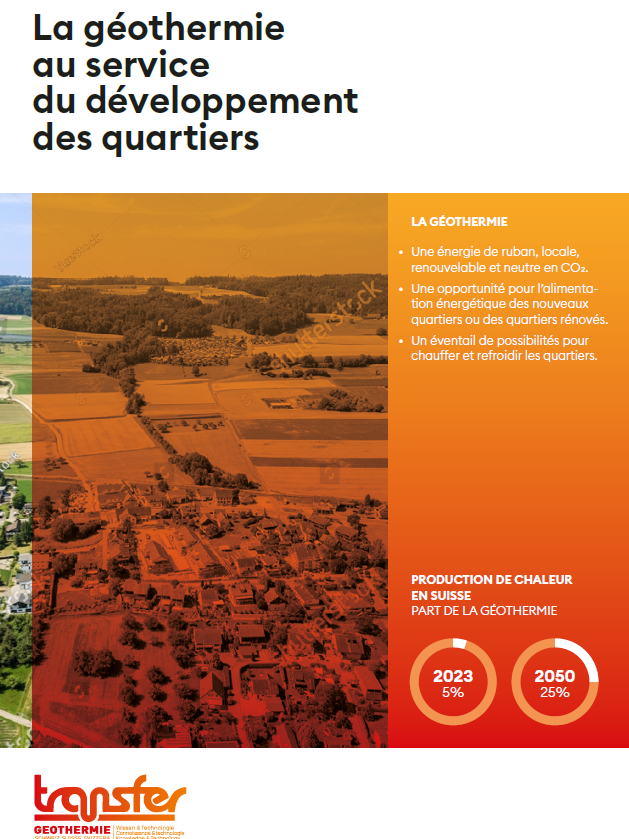 La géothermie
au service
du développement
des quartiers
LA GÉOTHERMIE
• Une énergie de ruban, locale,
renouvelable et neutre en CO₂.
• Une opportunité pour l'alimenta-
tion énergétique des nouveaux
quartiers ou des quartiers rénovés.
• Un éventail de possibilités pour
chauffer et refroidir les quartiers.
PRODUCTION DE CHALEUR
EN SUISSE
PART DE LA GÉOTHERMIE
2023
5%
2050
25%
shutterstock
transfer
GEOTHERMIE
SCHWEIZ SUISSE SVIZZERA
Wissen & Technologie
Connaissance & technologie
Knowledge & Technology